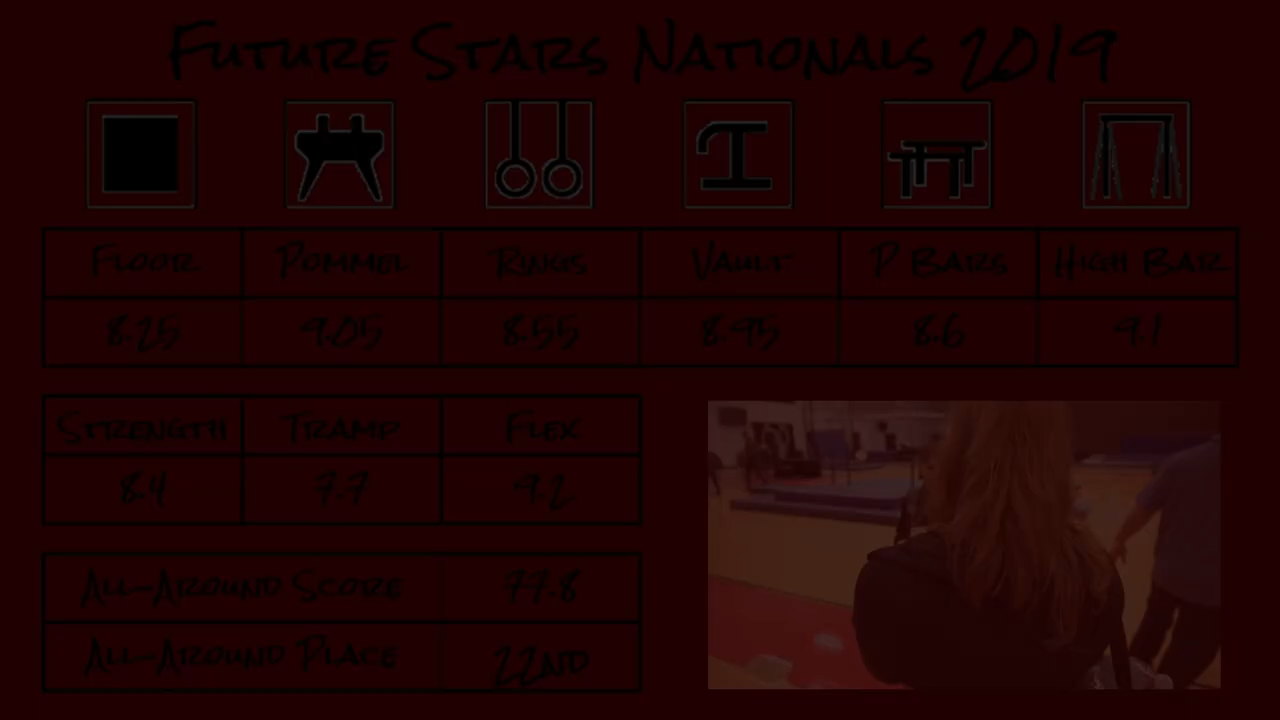 Future Stars Nationals 2019
Floor Pommel Rings Vault P Bars High Bar
8.25 9.05 8.55 8.95 8.6 9.1
Strength Tramp Flex
8.4 7.7 9.2
All-Around Score 77.8
All-Around Place 22nd